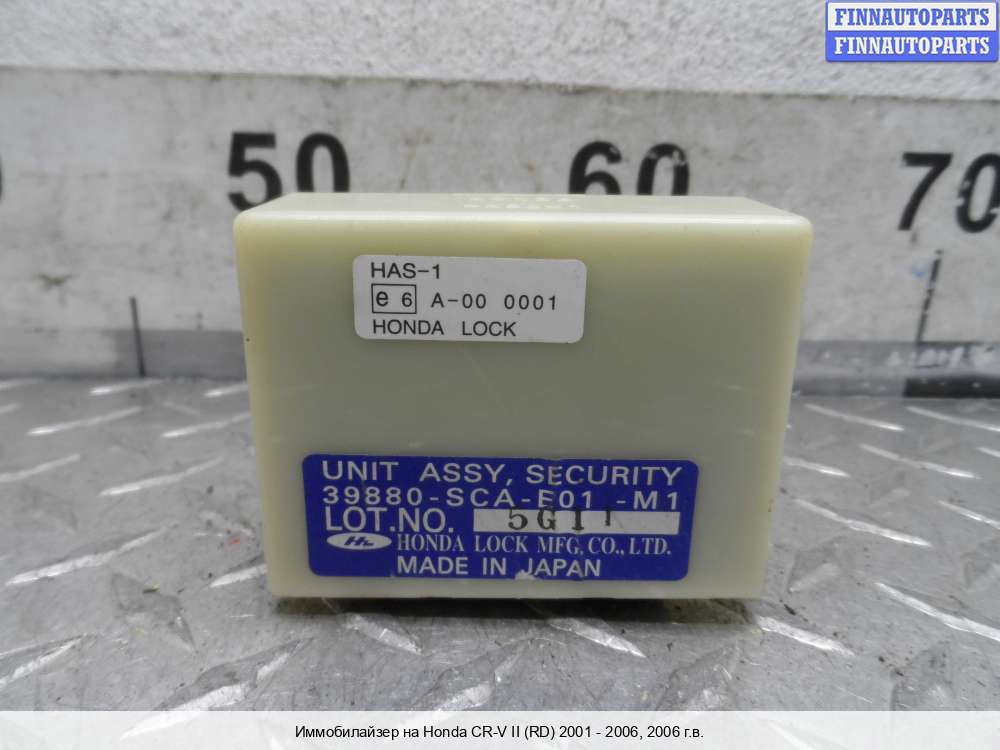 FINNAUTOPARTS
FINNAUTOPARTS
50 60 70
HAS-1
e 6 A-00 0001
HONDA LOCK
UNIT ASSY, SECURITY
39880-SCA-E01 -M1
LOT.NO. 5G11
HL HONDA LOCK MFG, CO., LTD.
MADE IN JAPAN
Иммобилайзер на Honda CR-V II (RD) 2001 - 2006, 2006 г.в.